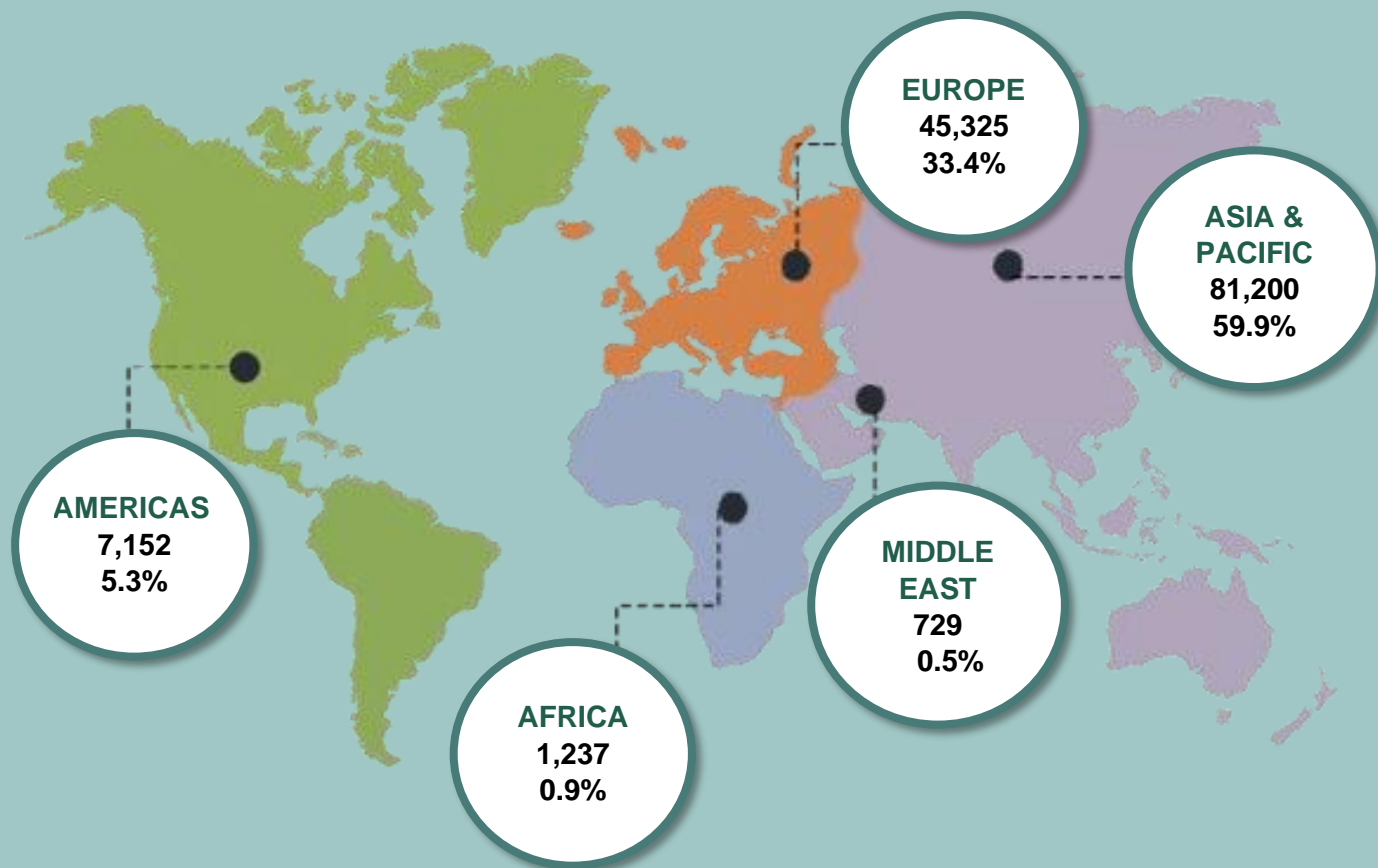 EUROPE
45,325
33.4%
ASIA &
PACIFIC
81,200
59.9%
AMERICAS
7,152
5.3%
MIDDLE
EAST
729
0.5%
AFRICA
1,237
0.9%